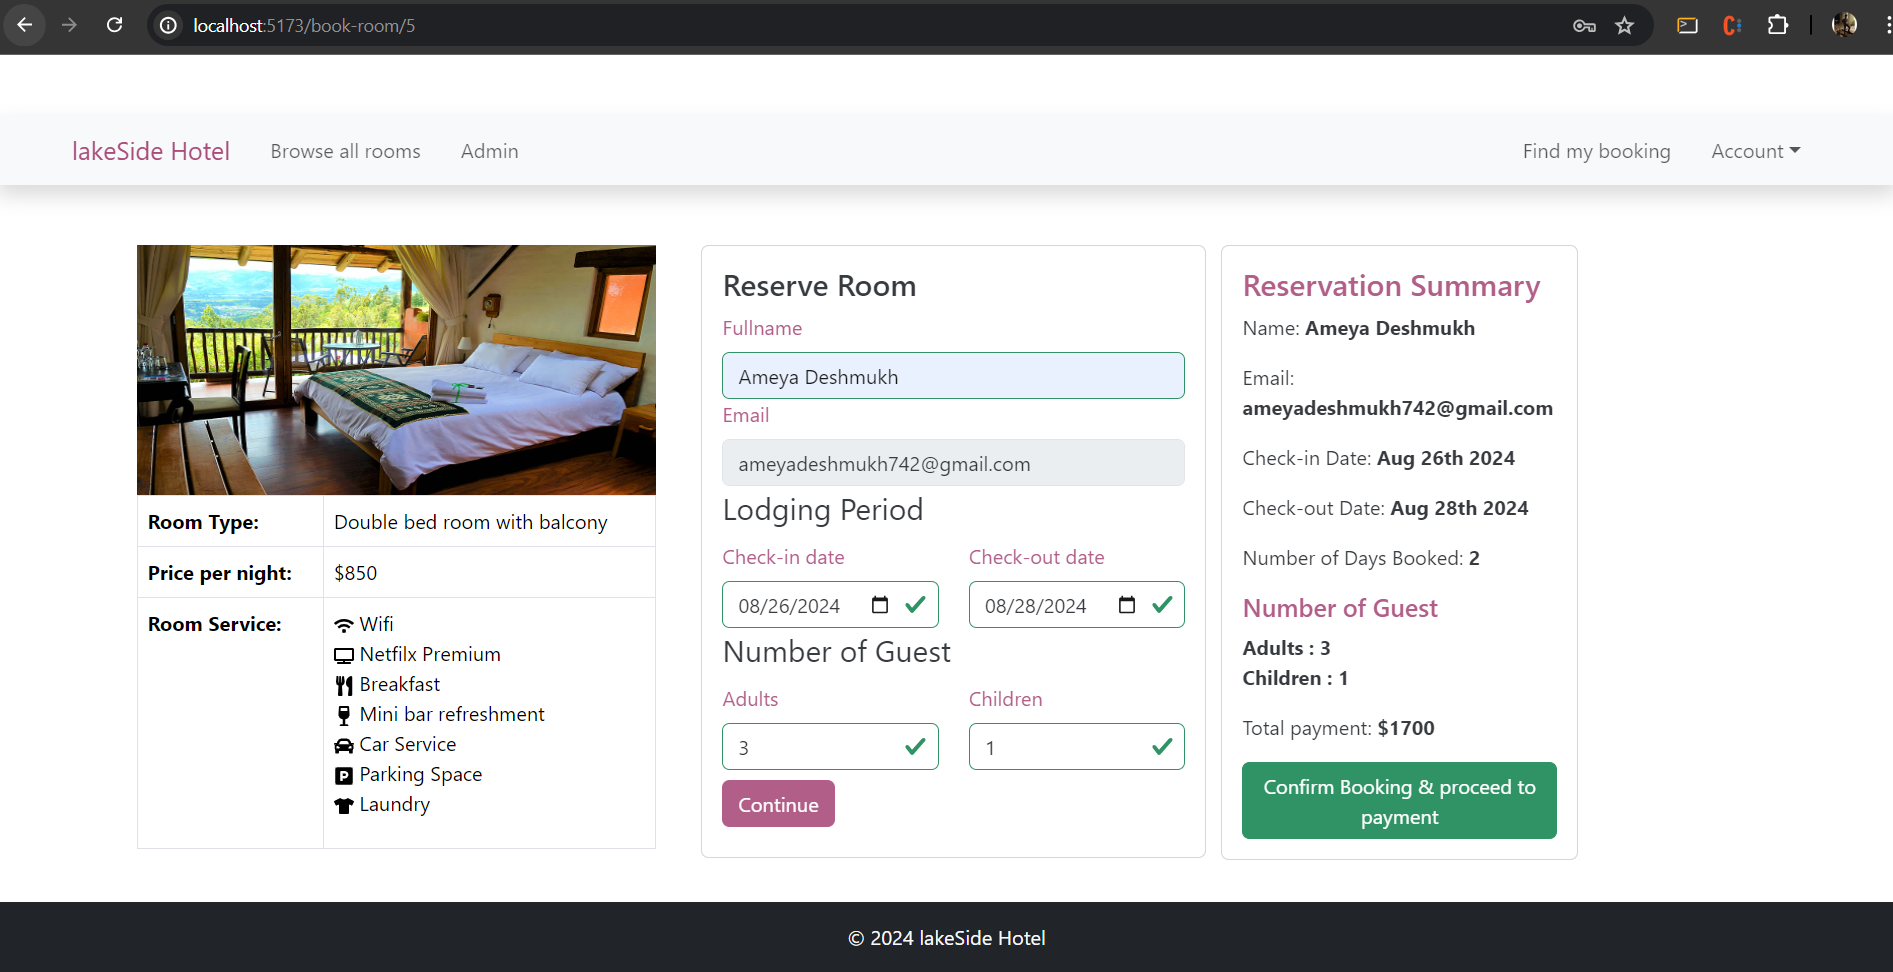 localhost:5173/book-room/5
lakeSide Hotel
Browse all rooms
Admin
Find my booking
Account
Room Type:
Double bed room with balcony
Price per night:
$850
Room Service:
Wifi
Netfilx Premium
Breakfast
Mini bar refreshment
Car Service
Parking Space
Laundry
Reserve Room
Fullname
Ameya Deshmukh
Email
ameyadeshmukh742@gmail.com
Lodging Period
Check-in date
Check-out date
08/26/2024
08/28/2024
Number of Guest
Adults
Children
3
1
Continue
Reservation Summary
Name: Ameya Deshmukh
Email:
ameyadeshmukh742@gmail.com
Check-in Date: Aug 26th 2024
Check-out Date: Aug 28th 2024
Number of Days Booked: 2
Number of Guest
Adults : 3
Children : 1
Total payment: $1700
Confirm Booking & proceed to
payment
© 2024 lakeSide Hotel